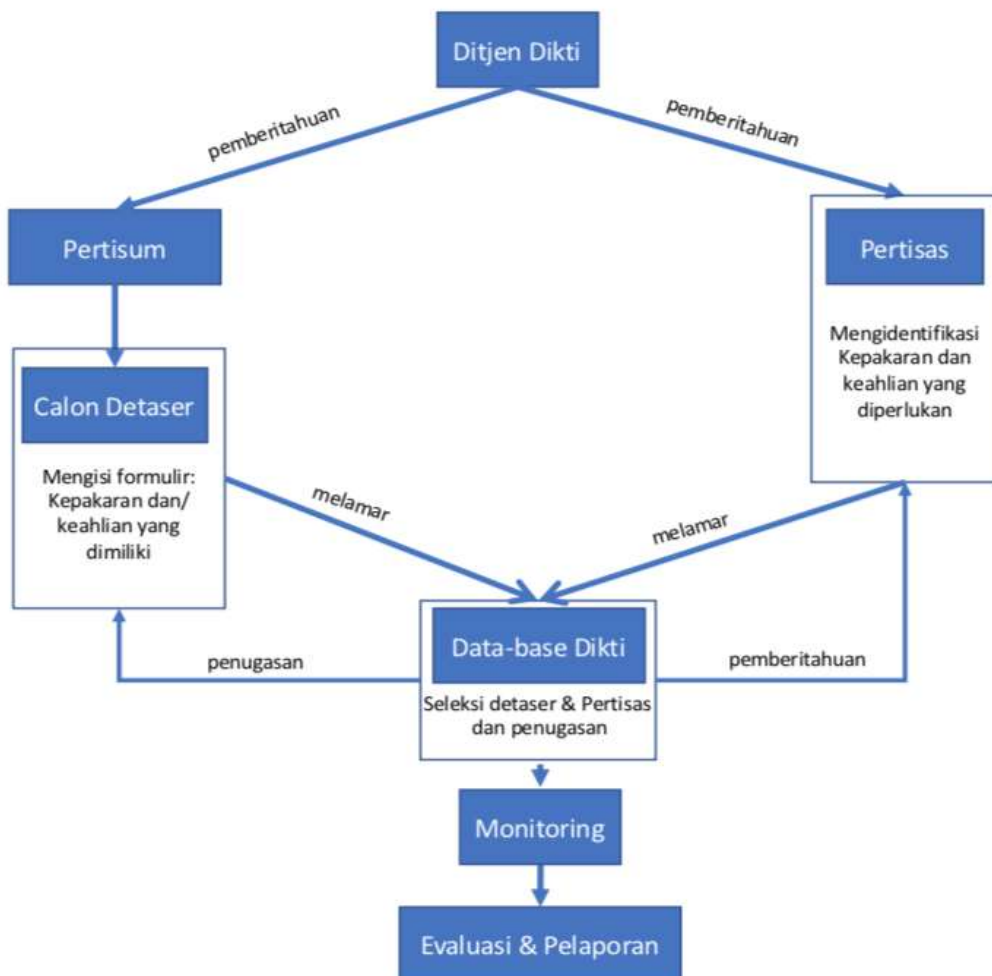 Ditjen Dikti
pemberitahuan
pemberitahuan
Pertisum
Pertisas
Mengidentifikasi
Kepakaran dan
keahlian yang
diperlukan
Calon Detaser
Mengisi formulir:
Kepakaran dan/
keahlian yang
dimiliki
melamar
melamar
Data-base Dikti
Seleksi detaser & Pertisas
dan penugasan
penugasan
pemberitahuan
Monitoring
Evaluasi & Pelaporan